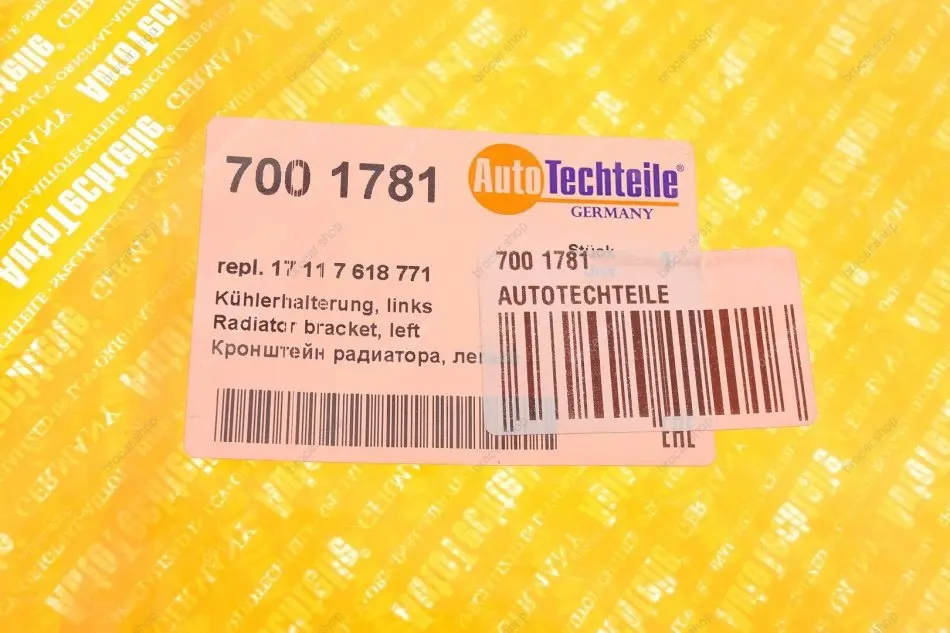 700 1781
AutoTechteile®
GERMANY
Stück
repl. 17 11 7 618 771
Kühlerhalterung, links
Radiator bracket, left
Кронштейн радиатора,
700 1781
AUTOTECHTEILE
EAC